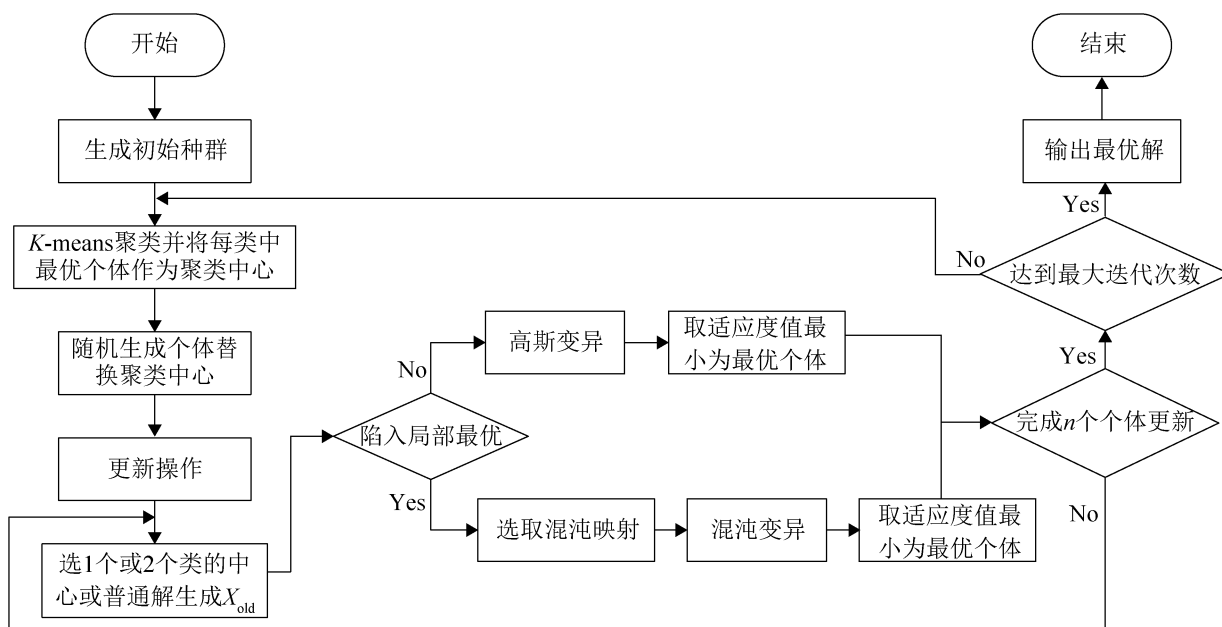 开始
生成初始种群
K-means聚类并将每类中
最优个体作为聚类中心
随机生成个体替
换聚类中心
更新操作
选1个或2个类的中
心或普通解生成Xold
陷入局部最优
No
高斯变异
取适应度值最
小为最优个体
Yes
选取混沌映射
混沌变异
取适应度值最
小为最优个体
完成n个个体更新
No
Yes
达到最大迭代次数
No
Yes
输出最优解
结束